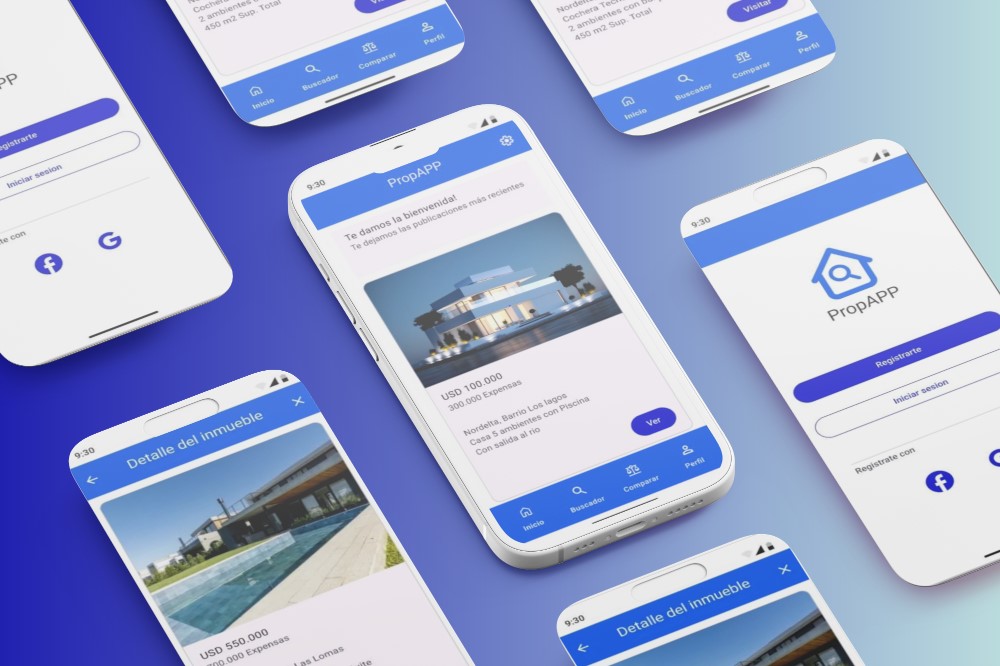 Cochera
2 ambientes con
450 m2 Sup. Total
Inicio
Buscador
Comparar
Perfil
Cochera
2 ambientes con
450 m2 Sup. Total
Visitar
Inicio
Buscador
Comparar
Perfil
Registrarte
Iniciar sesion
te con
9:30
PropAPP
Te damos la bienvenida!
Te dejamos las publicaciones más recientes
USD 100.000
300.000 Expensas
Nordelta, Barrio Los lagos
Casa 5 ambientes con Piscina
Con salida al rio
Ver
Inicio
Buscador
Comparar
Perfil
9:30
PropAPP
Registrarte
Iniciar sesion
Registrate con
9:30
Detalle del inmueble
USD 550.000
700.000 Expensas
Las Lomas
9:30
Detalle del inmueble